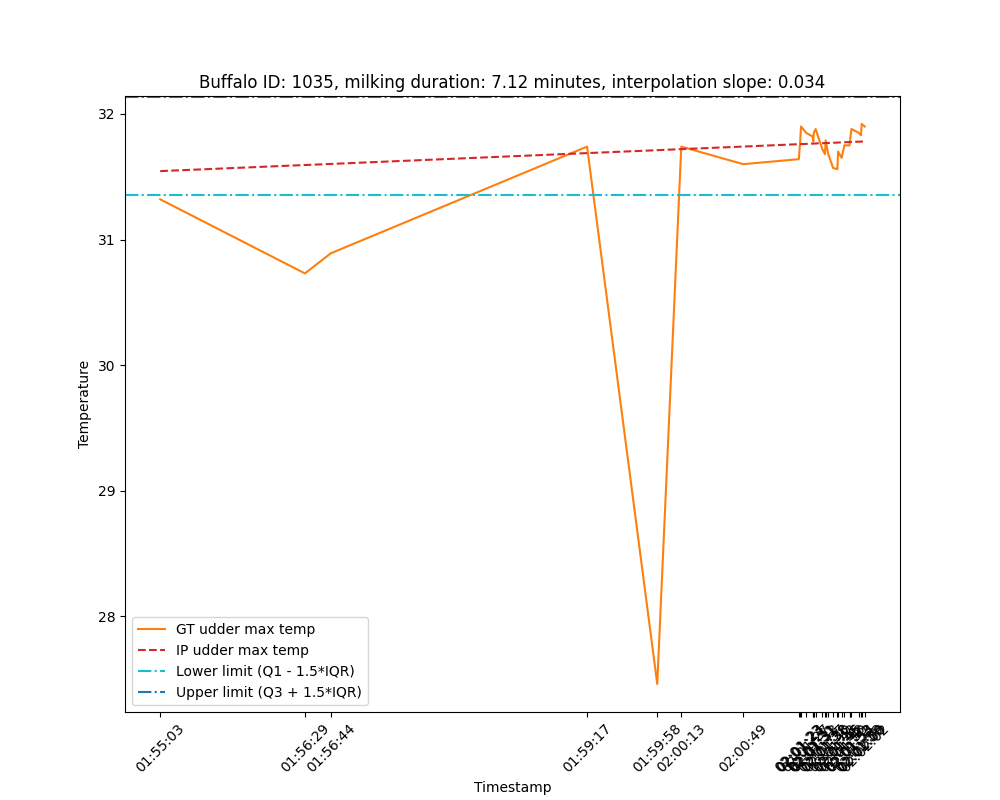 Buffalo ID: 1035, milking duration: 7.12 minutes, interpolation slope: 0.034
32
31
30
29
28
Temperature
GT udder max temp
IP udder max temp
Lower limit (Q1 - 1.5*IQR)
Upper limit (Q3 + 1.5*IQR)
01:55:03
01:56:29
01:56:44
01:59:17
01:59:58
02:00:13
02:00:49
Timestamp